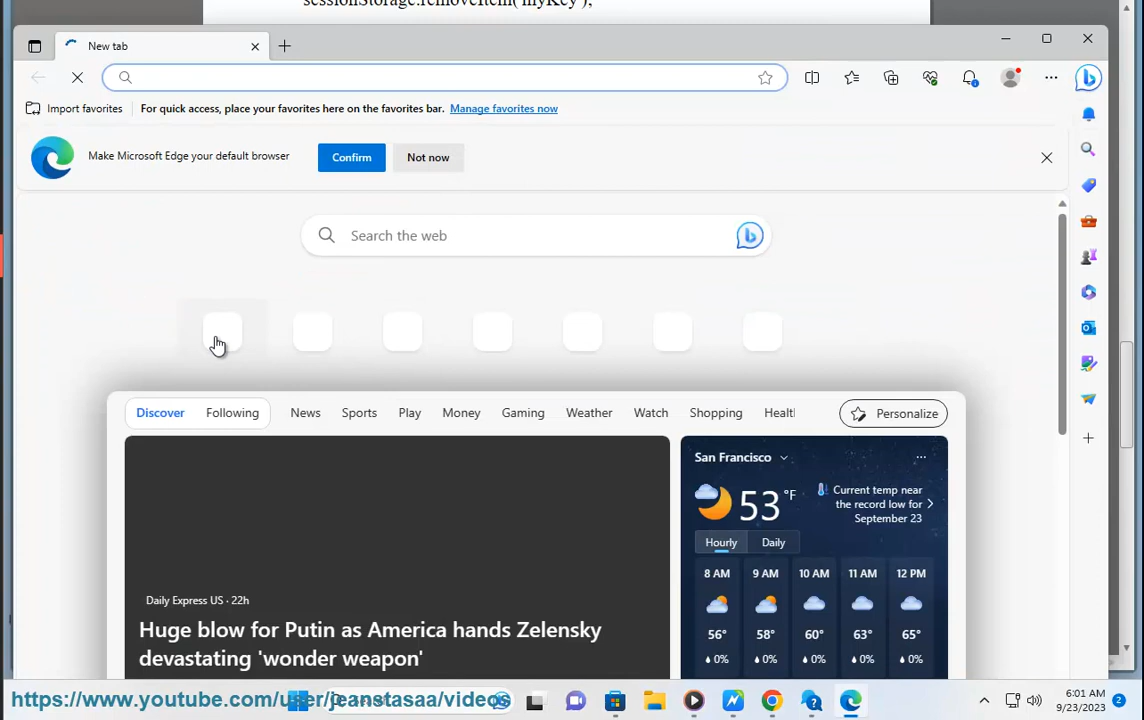 sessionStorage.removeItem('myKey');
New tab
Import favorites
For quick access, place your favorites here on the favorites bar. Manage favorites now
Make Microsoft Edge your default browser
Confirm
Not now
Search the web
Discover
Following
News
Sports
Play
Money
Gaming
Weather
Watch
Shopping
Personalize
San Francisco
53 °F
Current temp near
the record low for
September 23
Hourly
Daily
8 AM 9 AM 10 AM 11 AM 12 PM
56° 58° 60° 63° 65°
0% 0% 0% 0% 0%
Daily Express US · 22h
Huge blow for Putin as America hands Zelensky
devastating 'wonder weapon'
https://www.youtube.com/user/jeanstasaa/videos
6:01 AM
9/23/2023
2